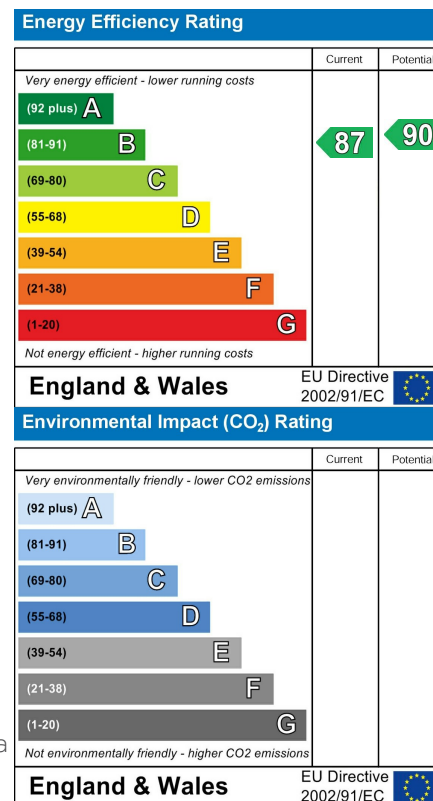 Energy Efficiency Rating
Current Potential
Very energy efficient - lower running costs
(92 plus) A
(81-91) B
(69-80) C
(55-68) D
(39-54) E
(21-38) F
(1-20) G
87
90
Not energy efficient - higher running costs
England & Wales
EU Directive
2002/91/EC
Environmental Impact (CO₂) Rating
Current Potential
Very environmentally friendly - lower CO2 emissions
(92 plus) A
(81-91) B
(69-80) C
(55-68) D
(39-54) E
(21-38) F
(1-20) G
a
Not environmentally friendly - higher CO2 emissions
England & Wales
EU Directive
2002/91/EC